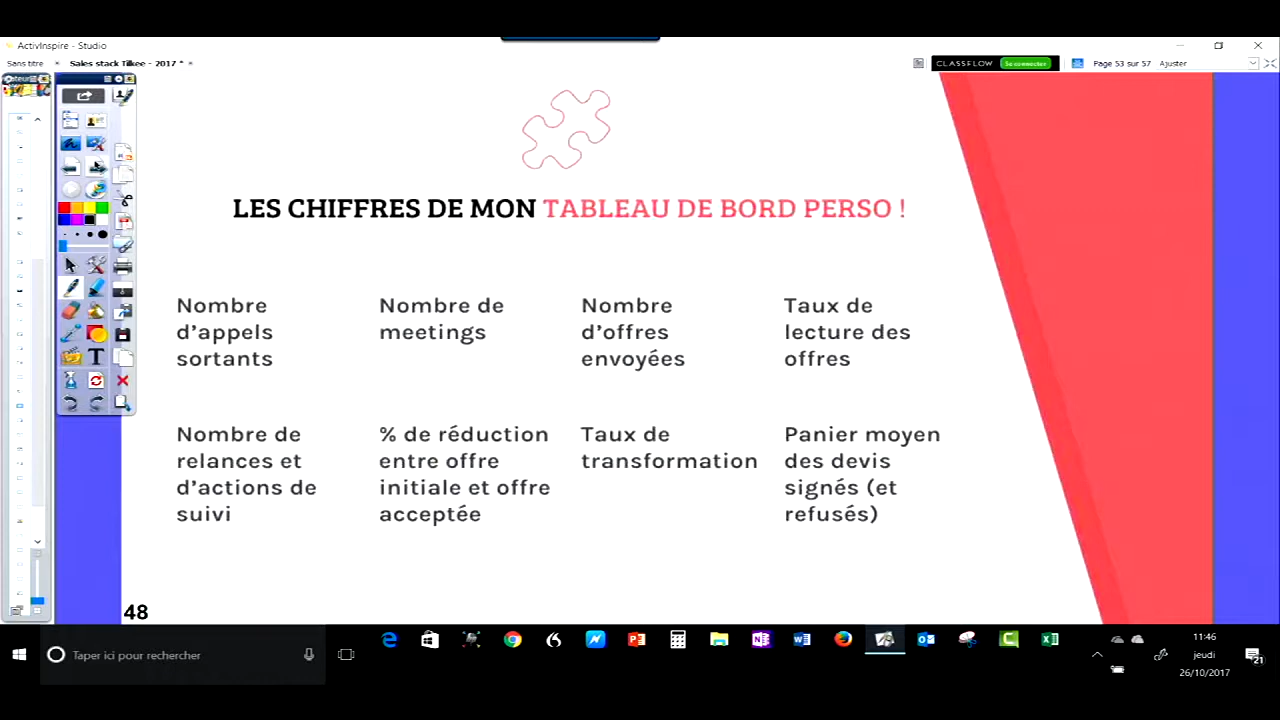 ActivInspire - Studio
Sans titre
Sales stack Tilkee - 2017 *
CLASSFLOW
Se connecter
Page 53 sur 57
Ajuster
LES CHIFFRES DE MON TABLEAU DE BORD PERSO !
Nombre
d'appels
sortants
Nombre de
meetings
Nombre
d'offres
envoyées
Taux de
lecture des
offres
Nombre de
relances et
d'actions de
suivi
% de réduction
entre offre
initiale et offre
acceptée
Taux de
transformation
Panier moyen
des devis
signés (et
refusés)
48
Taper ici pour rechercher
11:46
jeudi
26/10/2017
21